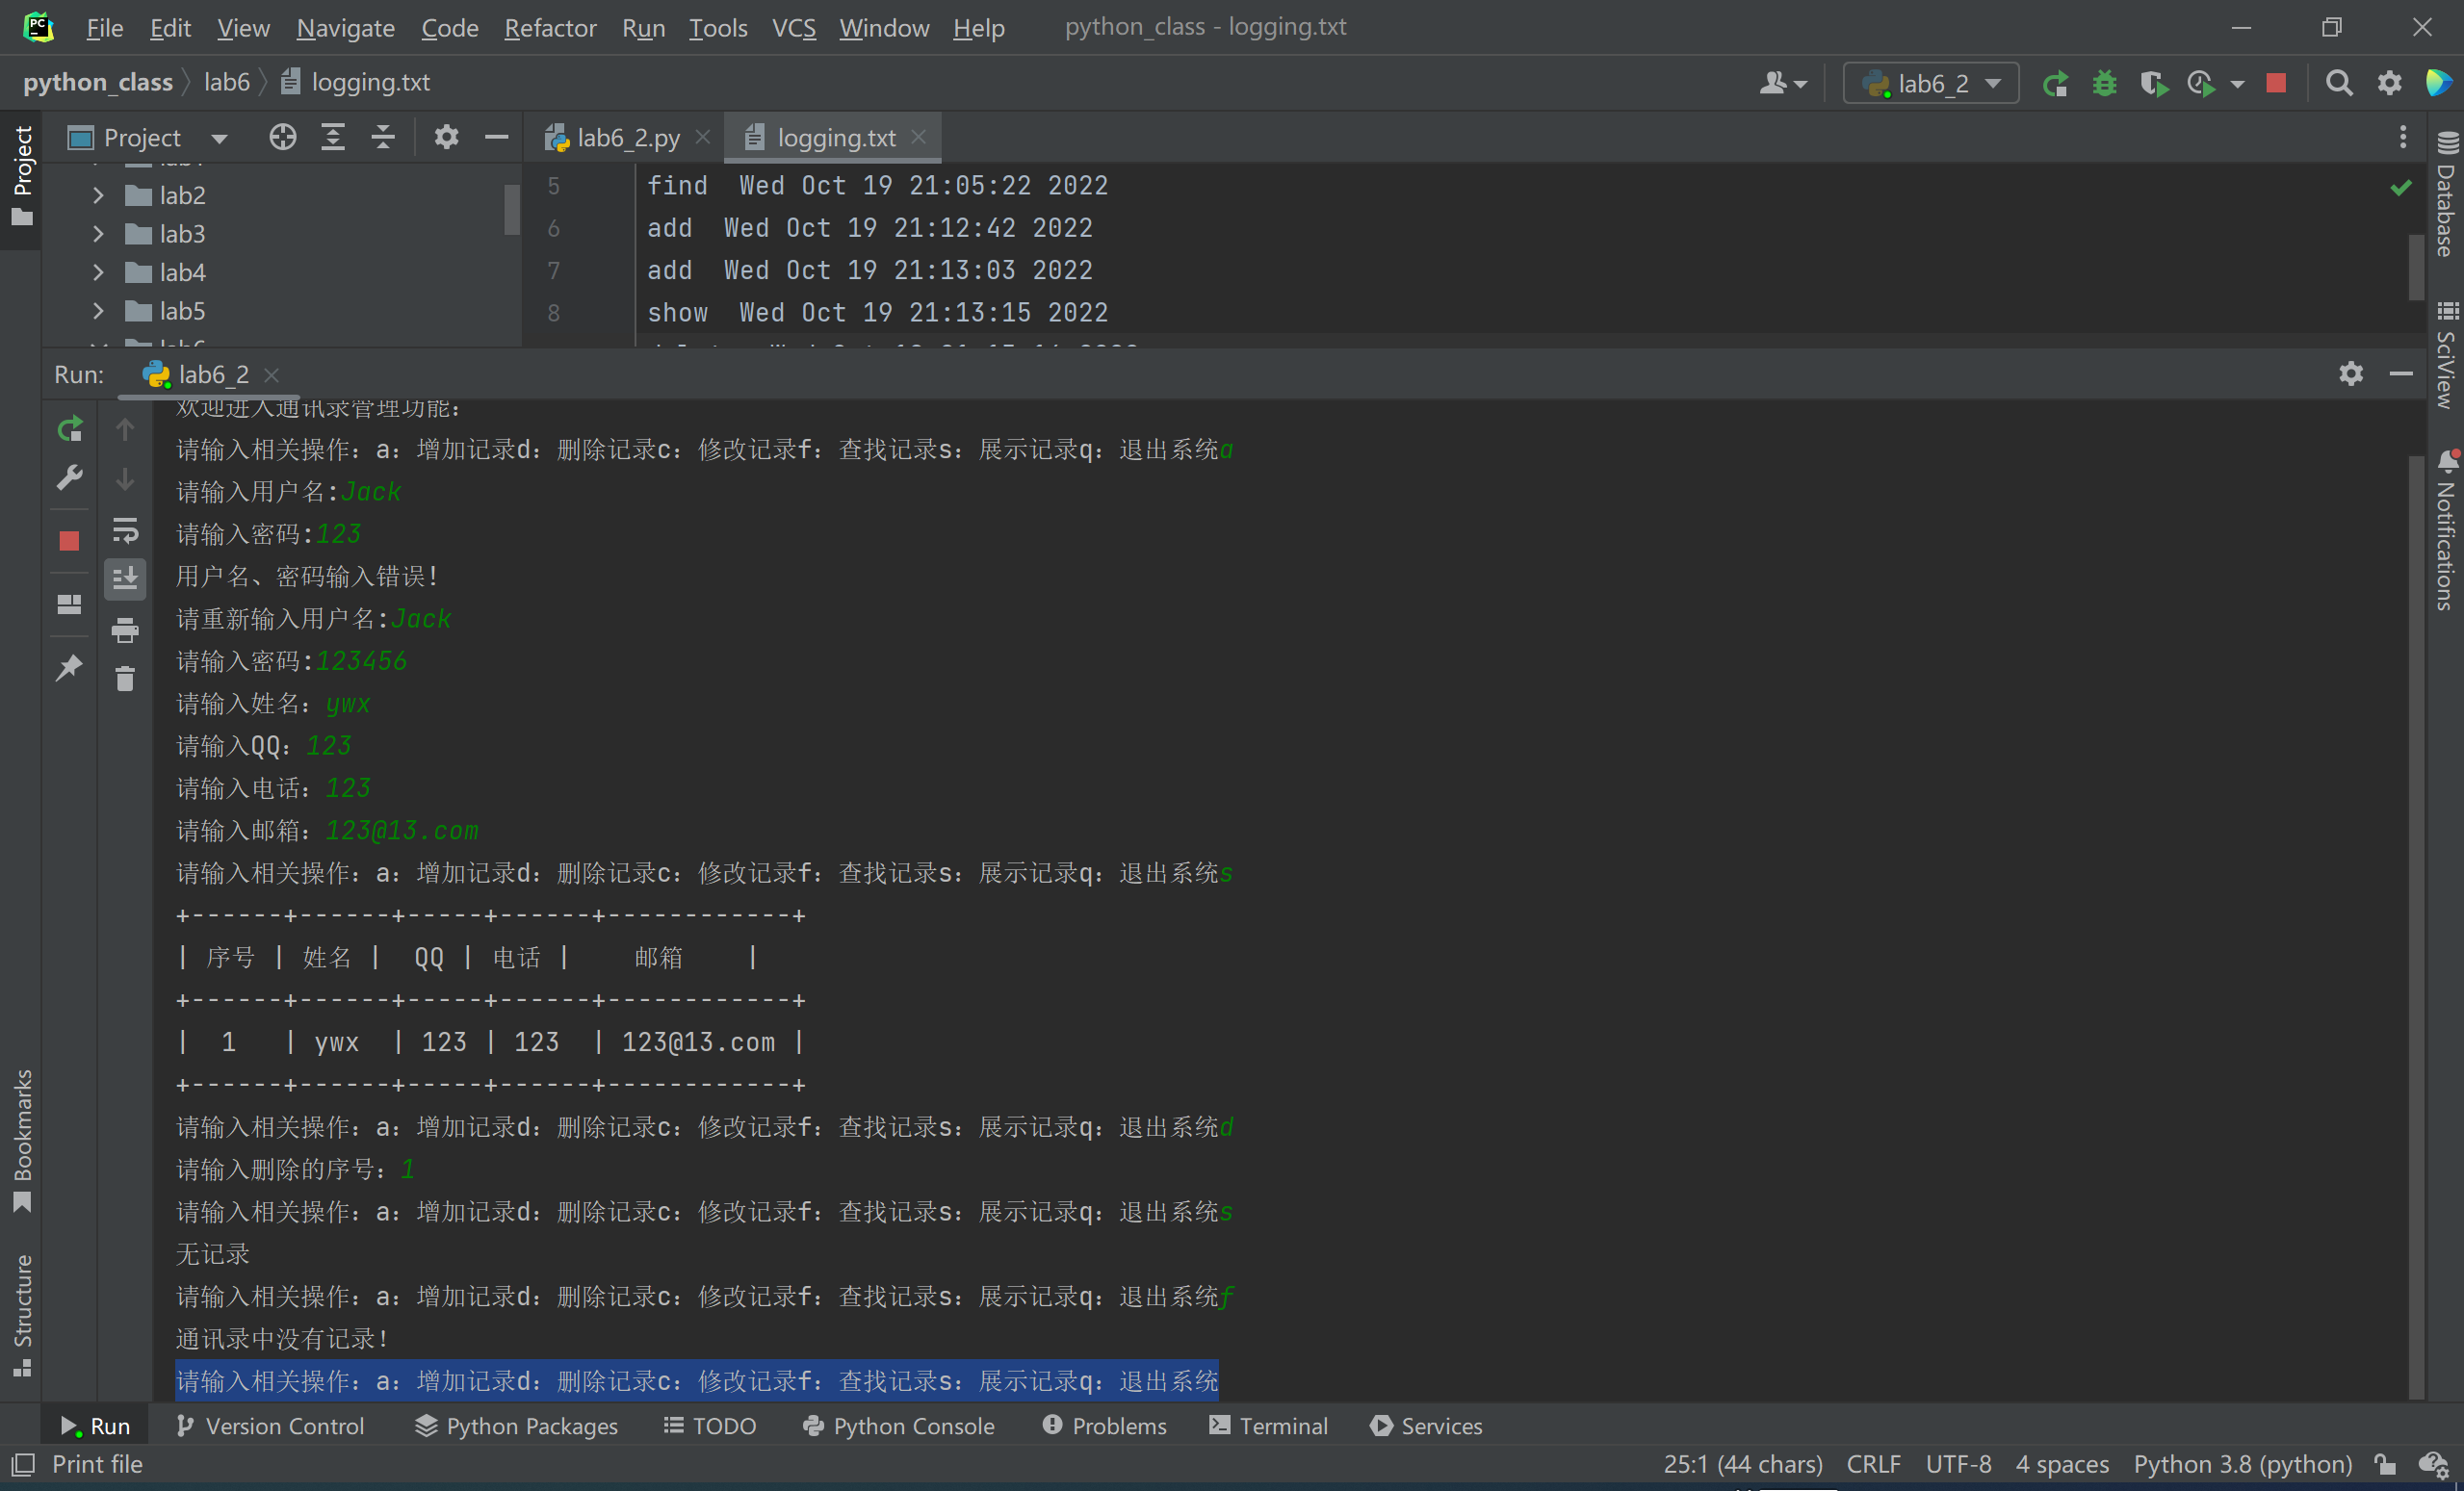 File Edit View Navigate Code Refactor Run Tools VCS Window Help python_class - logging.txt
python_class lab6 logging.txt lab6_2
Project lab6_2.py logging.txt
lab2
lab3
lab4
lab5
5 find Wed Oct 19 21:05:22 2022
6 add Wed Oct 19 21:12:42 2022
7 add Wed Oct 19 21:13:03 2022
8 show Wed Oct 19 21:13:15 2022
Run: lab6_2
欢迎进入通讯录管理功能：
请输入相关操作：a：增加记录d：删除记录c：修改记录f：查找记录s：展示记录q：退出系统a
请输入用户名:Jack
请输入密码:123
用户名、密码输入错误！
请重新输入用户名:Jack
请输入密码:123456
请输入姓名：ywx
请输入QQ：123
请输入电话：123
请输入邮箱：123@13.com
请输入相关操作：a：增加记录d：删除记录c：修改记录f：查找记录s：展示记录q：退出系统s
+------+------+-----+------+------------+
| 序号 | 姓名 | QQ | 电话 | 邮箱 |
+------+------+-----+------+------------+
| 1 | ywx | 123 | 123 | 123@13.com |
+------+------+-----+------+------------+
请输入相关操作：a：增加记录d：删除记录c：修改记录f：查找记录s：展示记录q：退出系统d
请输入删除的序号：1
请输入相关操作：a：增加记录d：删除记录c：修改记录f：查找记录s：展示记录q：退出系统s
无记录
请输入相关操作：a：增加记录d：删除记录c：修改记录f：查找记录s：展示记录q：退出系统f
通讯录中没有记录！
请输入相关操作：a：增加记录d：删除记录c：修改记录f：查找记录s：展示记录q：退出系统
Project
Bookmarks
Structure
Database
SciView
Notifications
Run Version Control Python Packages TODO Python Console Problems Terminal Services
Print file 25:1 (44 chars) CRLF UTF-8 4 spaces Python 3.8 (python)